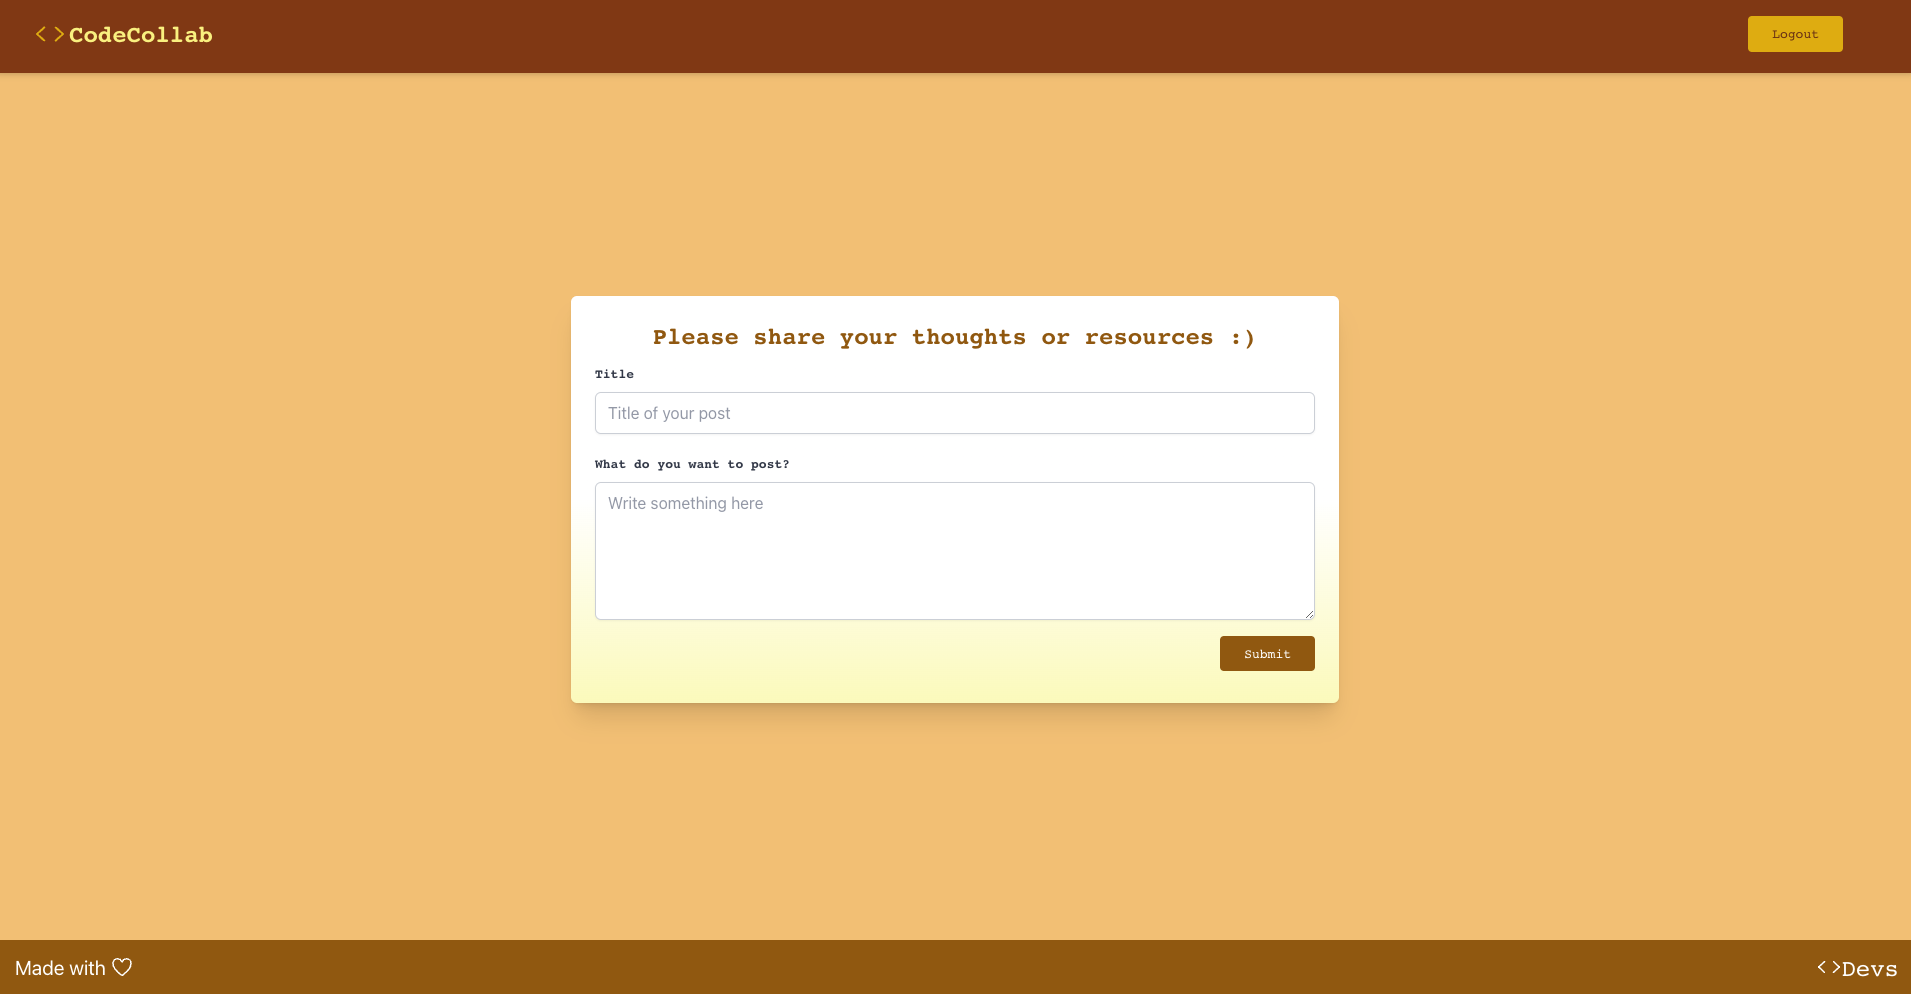 <>CodeCollab
Logout
Please share your thoughts or resources :)
Title
Title of your post
What do you want to post?
Write something here
Submit
Made with ♡
<>Devs